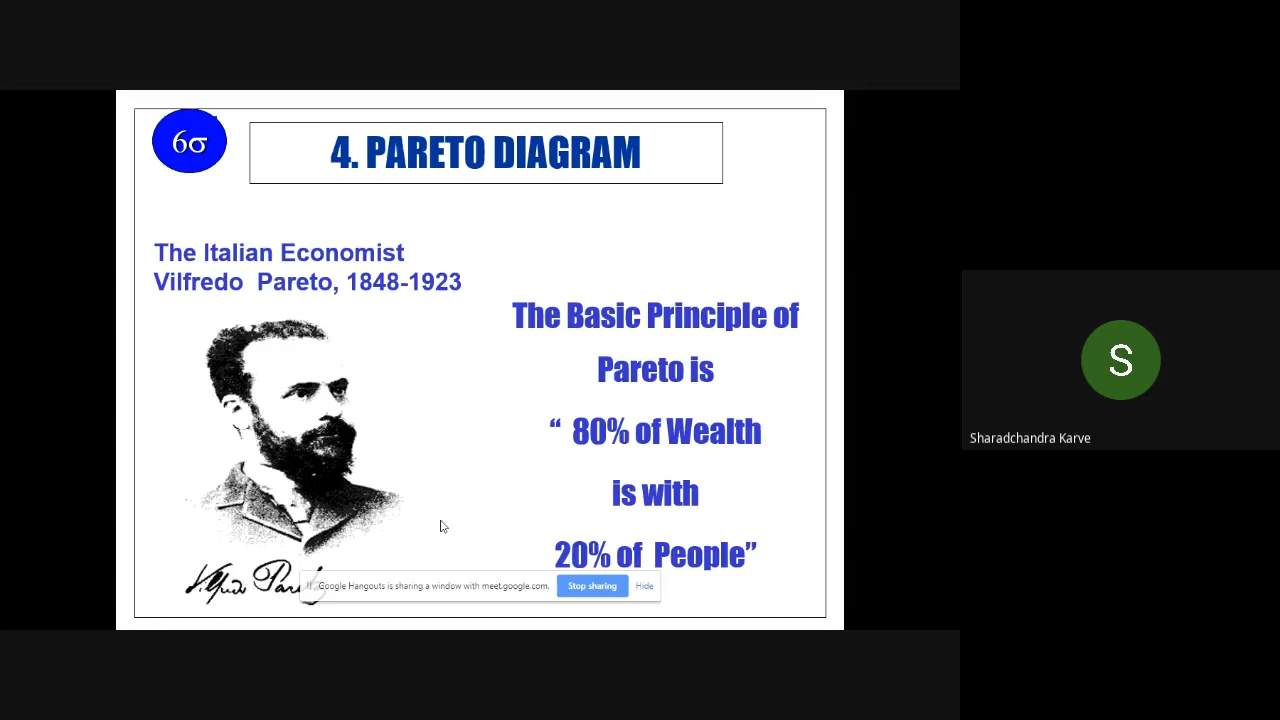 6σ
4. PARETO DIAGRAM
The Italian Economist
Vilfredo Pareto, 1848-1923
The Basic Principle of
Pareto is
“ 80% of Wealth
is with
20% of People”
Google Hangouts is sharing a window with meet.google.com. Stop sharing Hide
S
Sharadchandra Karve